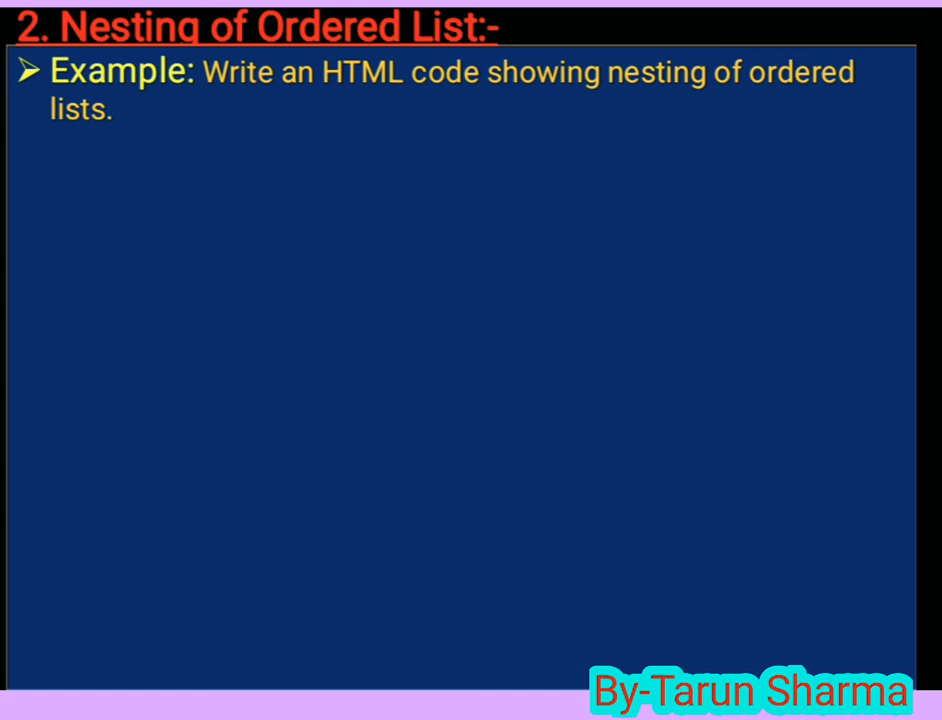 2. Nesting of Ordered List:-
➢ Example: Write an HTML code showing nesting of ordered
lists.
By-Tarun Sharma